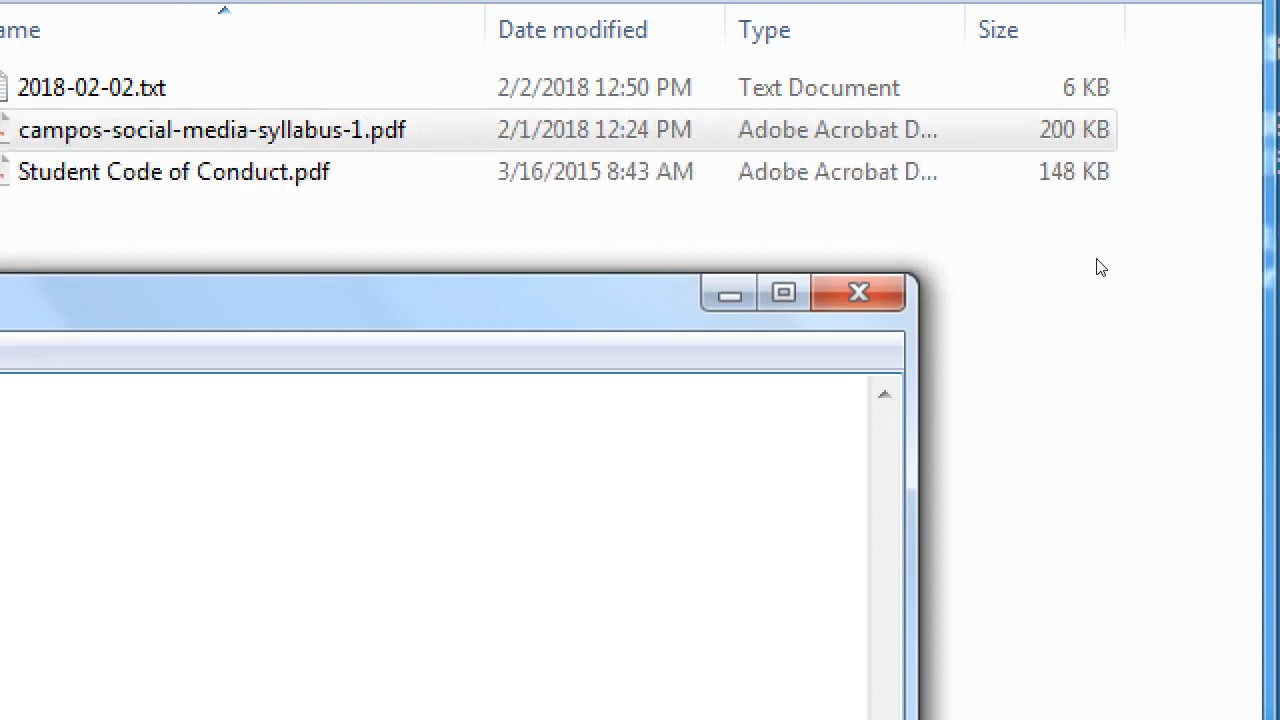 ame Date modified Type Size
2018-02-02.txt 2/2/2018 12:50 PM Text Document 6 KB
campos-social-media-syllabus-1.pdf 2/1/2018 12:24 PM Adobe Acrobat D... 200 KB
Student Code of Conduct.pdf 3/16/2015 8:43 AM Adobe Acrobat D... 148 KB